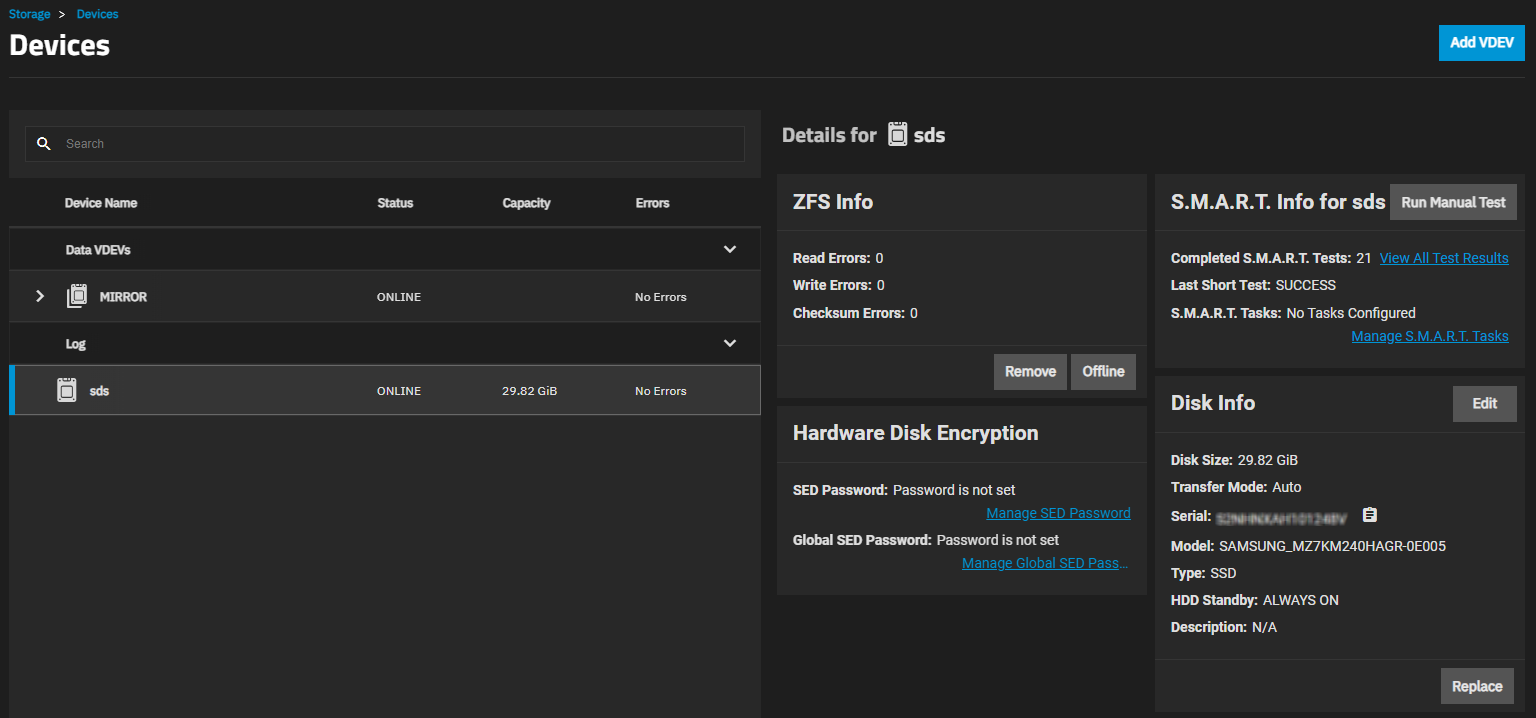 Storage > Devices
Devices
Add VDEV
Search
Device Name Status Capacity Errors
Data VDEVs
MIRROR ONLINE No Errors
Log
sds ONLINE 29.82 GiB No Errors
Details for sds
ZFS Info
Read Errors: 0
Write Errors: 0
Checksum Errors: 0
Remove Offline
Hardware Disk Encryption
SED Password: Password is not set
Manage SED Password
Global SED Password: Password is not set
Manage Global SED Pass...
S.M.A.R.T. Info for sds Run Manual Test
Completed S.M.A.R.T. Tests: 21 View All Test Results
Last Short Test: SUCCESS
S.M.A.R.T. Tasks: No Tasks Configured
Manage S.M.A.R.T. Tasks
Disk Info Edit
Disk Size: 29.82 GiB
Transfer Mode: Auto
Serial:
Model: SAMSUNG_MZ7KM240HAGR-0E005
Type: SSD
HDD Standby: ALWAYS ON
Description: N/A
Replace